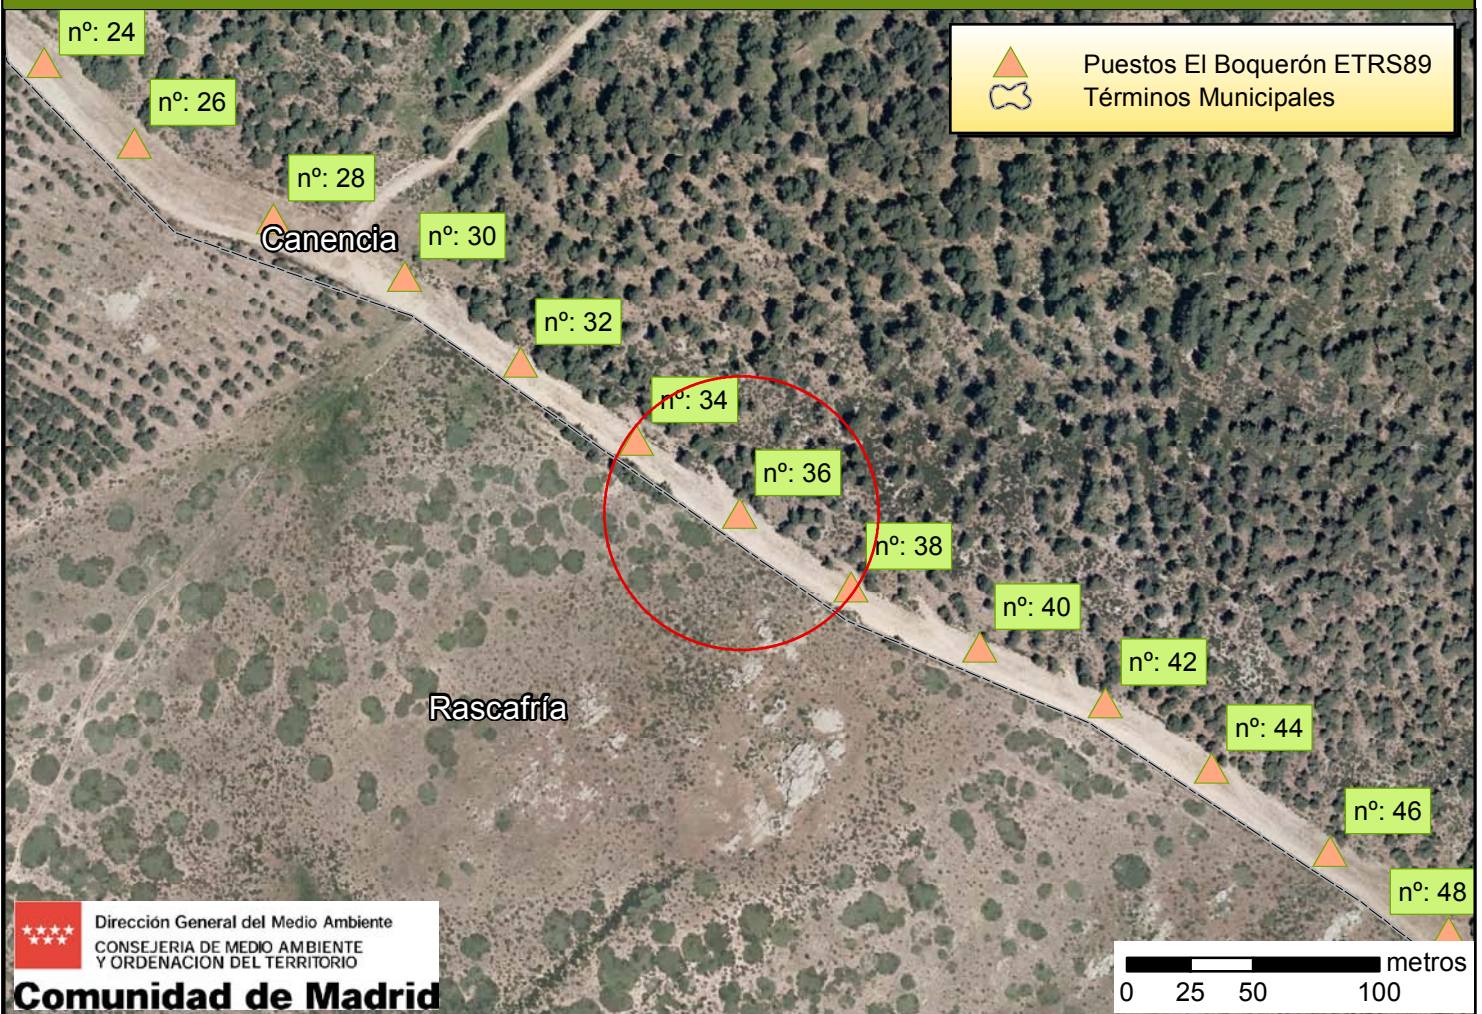 nº: 24
Puestos El Boquerón ETRS89
Términos Municipales
nº: 26
nº: 28
Canencia
nº: 30
nº: 32
nº: 34
nº: 36
nº: 38
nº: 40
nº: 42
Rascafría
nº: 44
nº: 46
nº: 48
Dirección General del Medio Ambiente
CONSEJERIA DE MEDIO AMBIENTE
Y ORDENACION DEL TERRITORIO
Comunidad de Madrid
metros
0 25 50 100